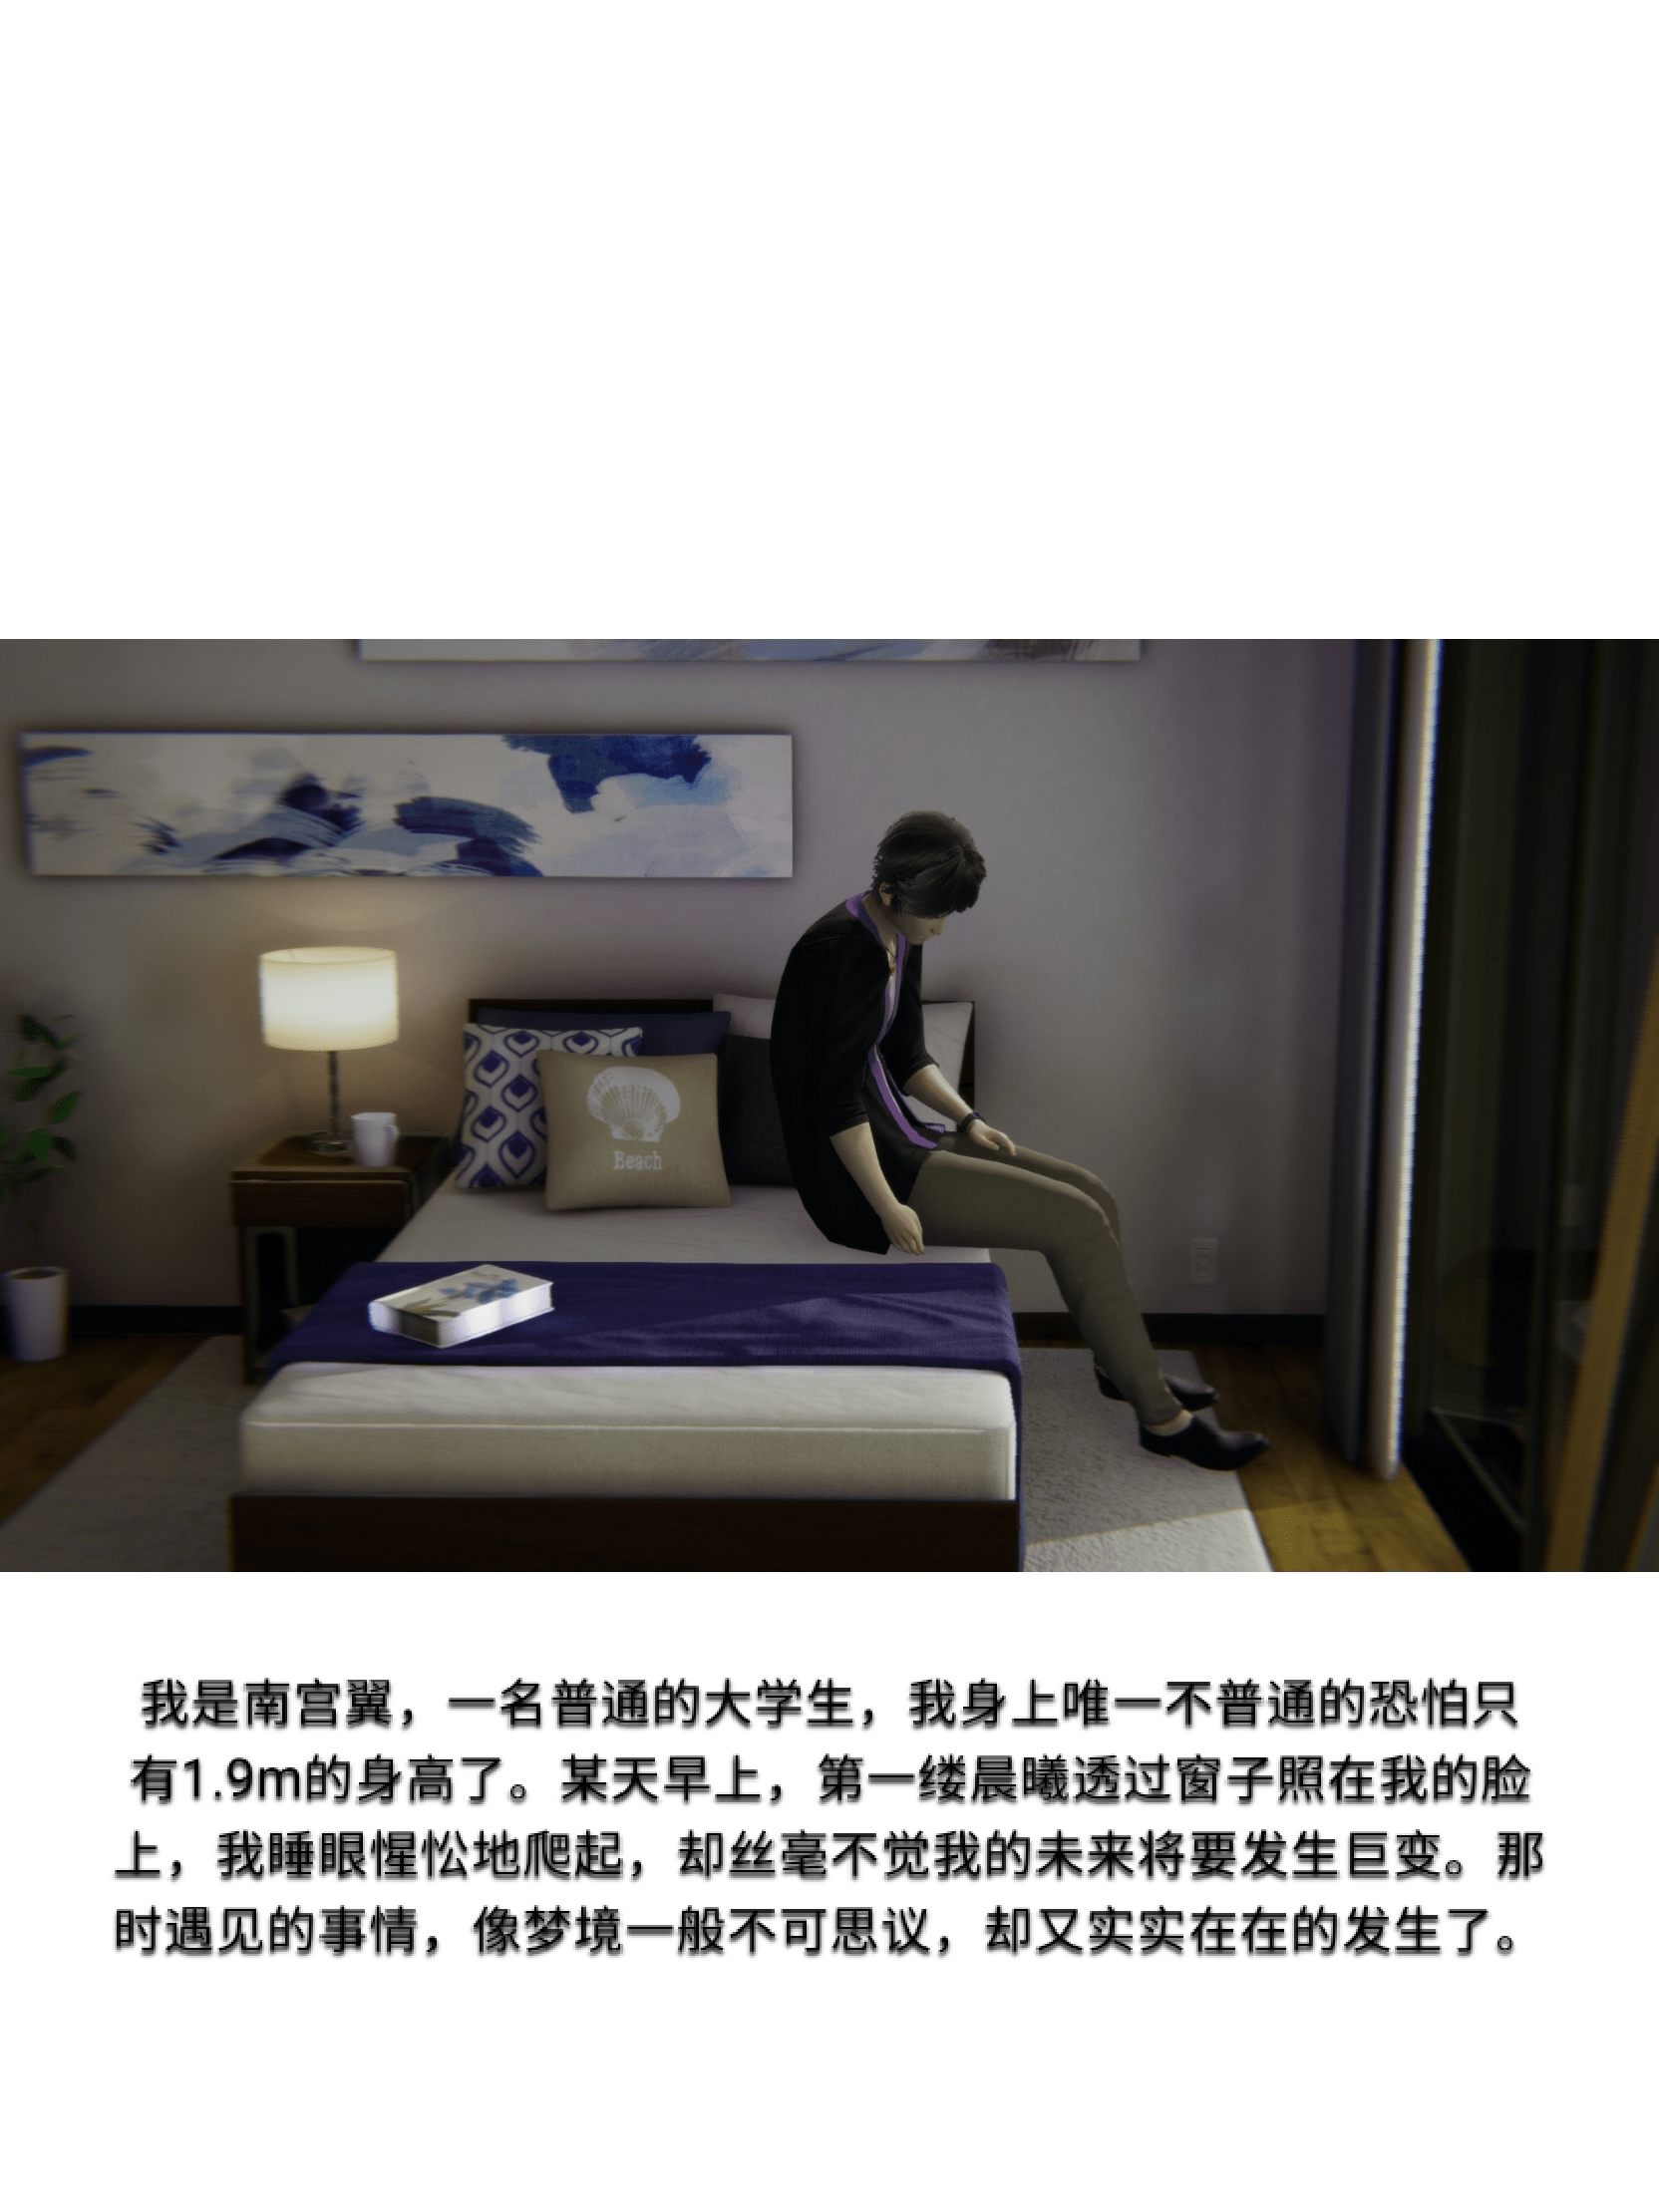 Beach
我是南宫翼，一名普通的大学生，我身上唯一不普通的恐怕只
有1.9m的身高了。某天早上，第一缕晨曦透过窗子照在我的脸
上，我睡眼惺忪地爬起，却丝毫不觉我的未来将要发生巨变。那
时遇见的事情，像梦境一般不可思议，却又实实在在的发生了。